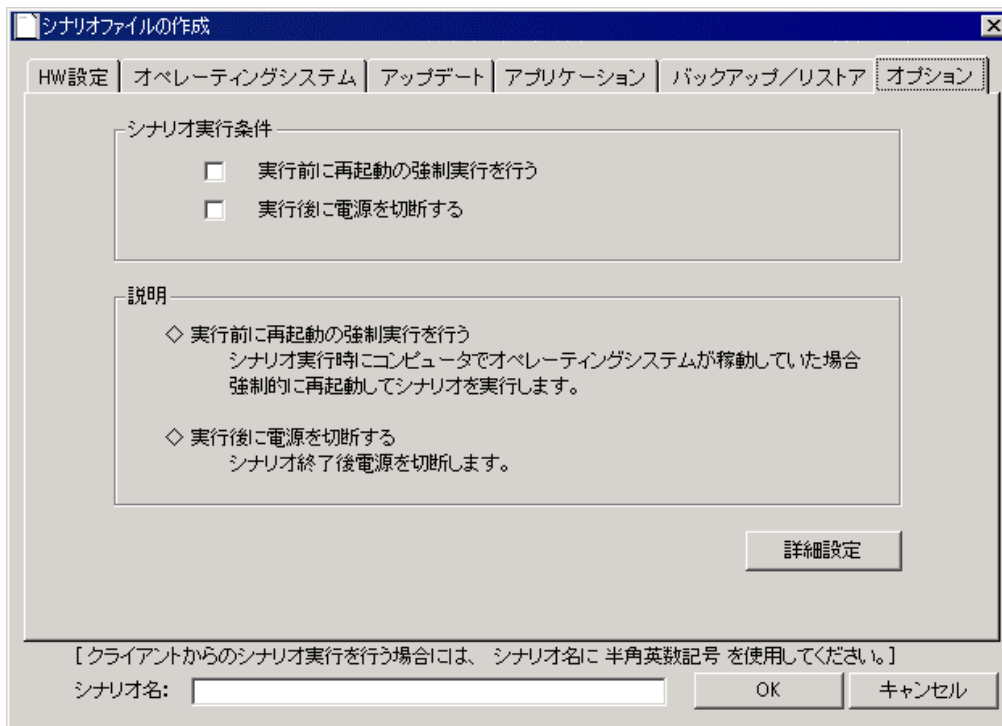 シナリオファイルの作成
HW設定 オペレーティングシステム アップデート アプリケーション バックアップ／リストア オプション
シナリオ実行条件
実行前に再起動の強制実行を行う
実行後に電源を切断する
説明
◇ 実行前に再起動の強制実行を行う
シナリオ実行時にコンピュータでオペレーティングシステムが稼動していた場合
強制的に再起動してシナリオを実行します。
◇ 実行後に電源を切断する
シナリオ終了後電源を切断します。
詳細設定
[ クライアントからのシナリオ実行を行う場合には、 シナリオ名に 半角英数記号 を使用してください。]
シナリオ名: OK キャンセル